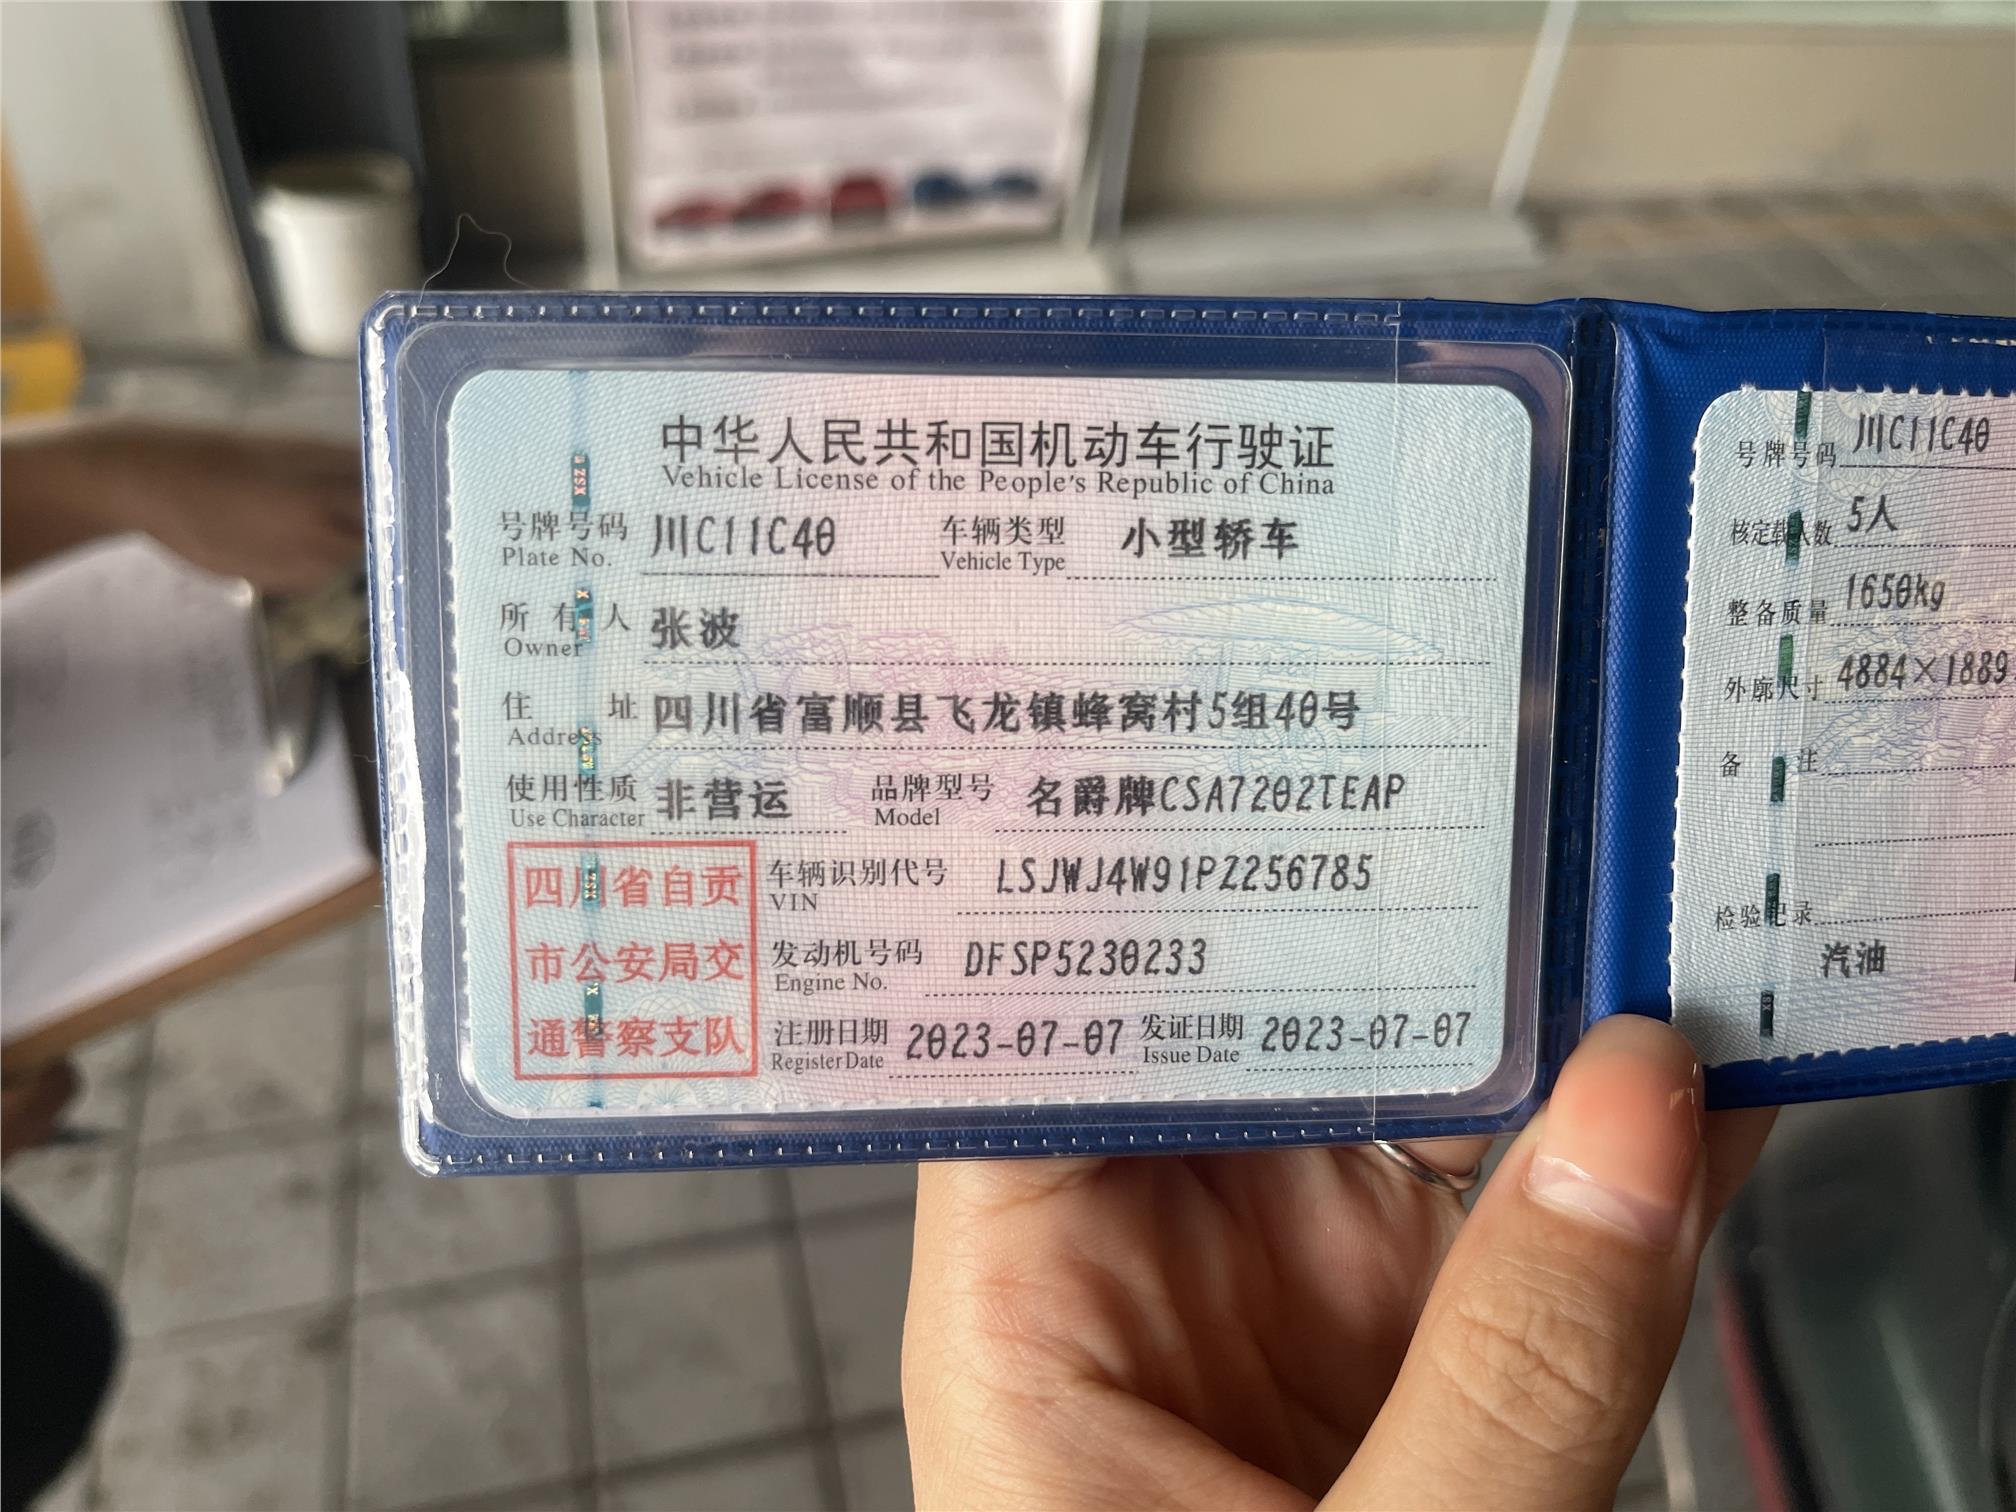 中华人民共和国机动车行驶证
Vehicle License of the People's Republic of China
号牌号码 川C11C40 车辆类型 小型轿车
Plate No. Vehicle Type
所有人 张波
Owner
住址 四川省富顺县飞龙镇蜂窝村5组40号
Address
使用性质 非营运 品牌型号 名爵牌CSA7202TEAP
Use Character Model
四川省自贡
市公安局交
通警察支队
车辆识别代号 LSJWJ4W91PZ256785
VIN
发动机号码 DFSP5230233
Engine No.
注册日期 2023-07-07 发证日期 2023-07-07
Register Date Issue Date
号牌号码 川C11C40
核定载人数 5人
整备质量 1650kg
外廓尺寸 4884×1889
备注
检验记录
汽油